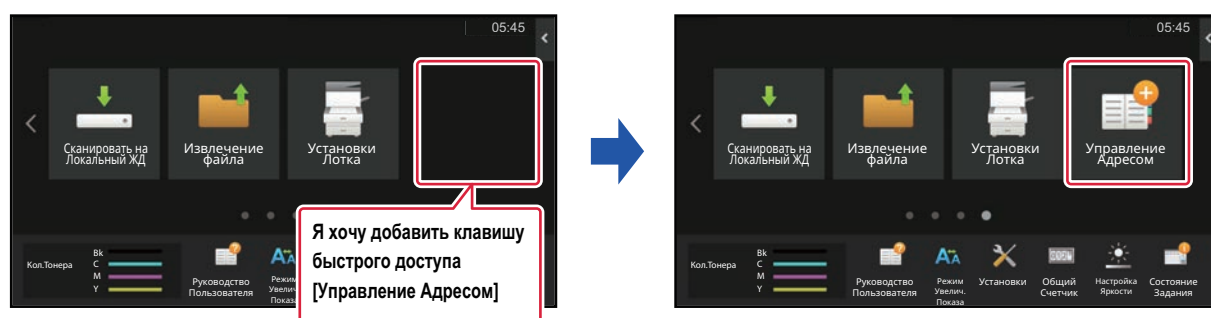 05:45
Сканировать на
Локальный ЖД
Извлечение
файла
Установки
Лотка
Кол.Тонера
Bk
C
M
Y
Руководство
Пользователя
Режим
Увелич.
Показа
Я хочу добавить клавишу
быстрого доступа
[Управление Адресом]
05:45
Сканировать на
Локальный ЖД
Извлечение
файла
Установки
Лотка
Управление
Адресом
Кол.Тонера
Bk
C
M
Y
Руководство
Пользователя
Режим
Увелич.
Показа
Установки
Общий
Счетчик
Настройка
Яркости
Состояние
Задания